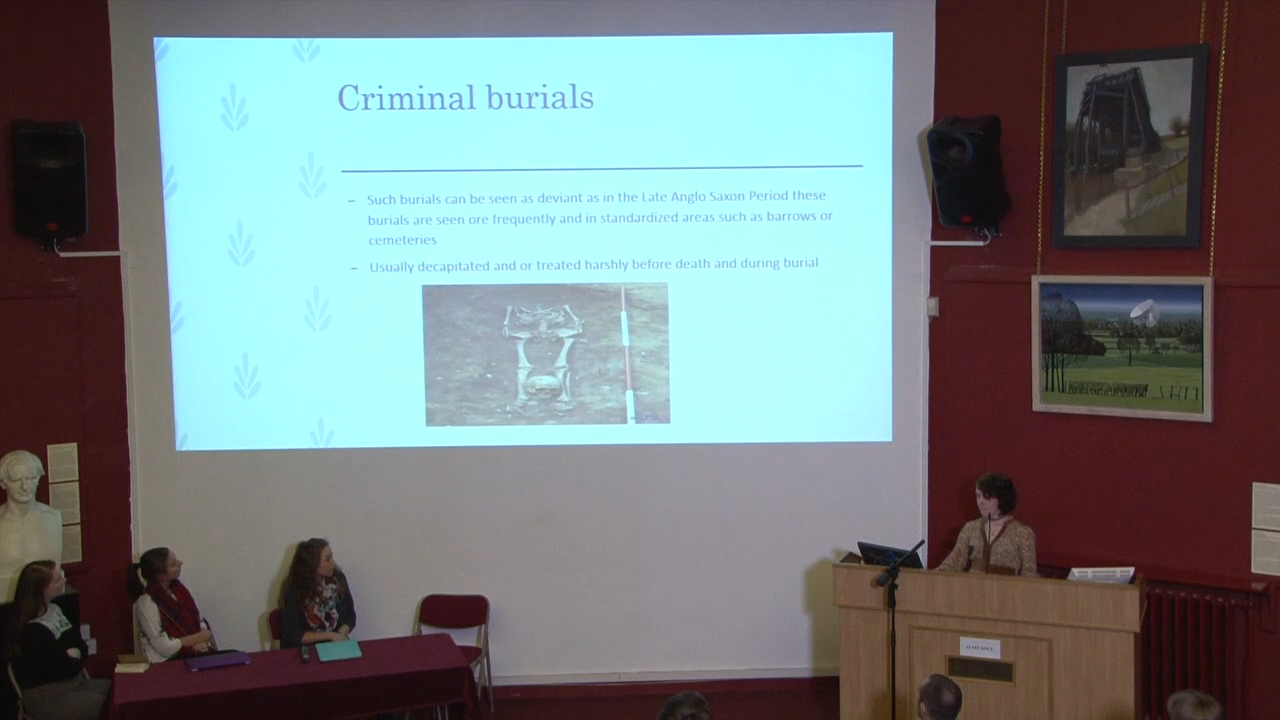 Criminal burials
– Such burials can be seen as deviant as in the Late Anglo Saxon Period these
burials are seen ore frequently and in standardized areas such as barrows or
cemeteries
– Usually decapitated and or treated harshly before death and during burial